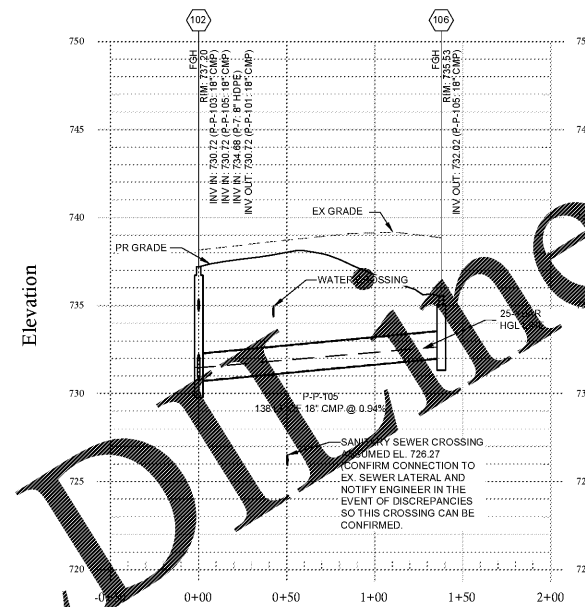 102
106
750
750
FGH
RIM: 737.20
INV IN: 730.72 (P-P-103: 18" CMP)
INV IN: 730.72 (P-P-105: 18" CMP)
INV IN: 734.68 (P-7: 8" HDPE)
INV OUT: 730.72 (P-P-101: 18" CMP)
FGH
RIM: 735.53
INV OUT: 732.02 (P-P-105: 18" CMP)
745
740
EX GRADE
PR GRADE
Elevation
735
WATER CROSSING
25-YEAR
HGL
730
P-P-105
138 18" CMP @ 0.94%
SANITARY SEWER CROSSING
ASSUMED EL. 726.27
(CONFIRM CONNECTION TO
EX. SEWER LATERAL AND
NOTIFY ENGINEER IN THE
EVENT OF DISCREPANCIES
SO THIS CROSSING CAN BE
CONFIRMED.
725
720
-0+50
0+00
0+50
1+00
1+50
2+00